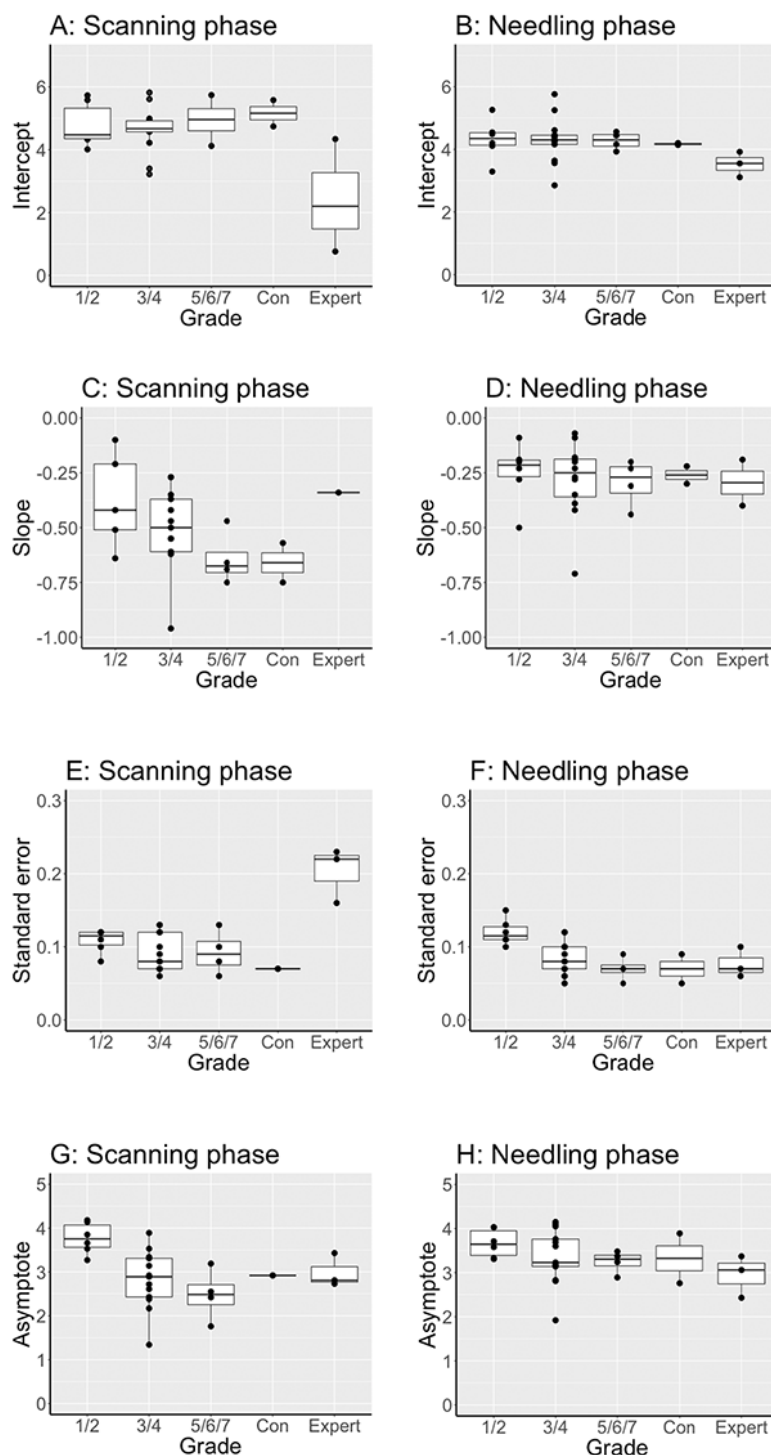 A: Scanning phase
Intercept
6
4
2
0
1/2 3/4 5/6/7 Con Expert
Grade
B: Needling phase
Intercept
6
4
2
0
1/2 3/4 5/6/7 Con Expert
Grade
C: Scanning phase
Slope
0.00
-0.25
-0.50
-0.75
-1.00
1/2 3/4 5/6/7 Con Expert
Grade
D: Needling phase
Slope
0.00
-0.25
-0.50
-0.75
-1.00
1/2 3/4 5/6/7 Con Expert
Grade
E: Scanning phase
Standard error
0.3
0.2
0.1
0.0
1/2 3/4 5/6/7 Con Expert
Grade
F: Needling phase
Standard error
0.3
0.2
0.1
0.0
1/2 3/4 5/6/7 Con Expert
Grade
G: Scanning phase
Asymptote
5
4
3
2
1
0
1/2 3/4 5/6/7 Con Expert
Grade
H: Needling phase
Asymptote
5
4
3
2
1
0
1/2 3/4 5/6/7 Con Expert
Grade